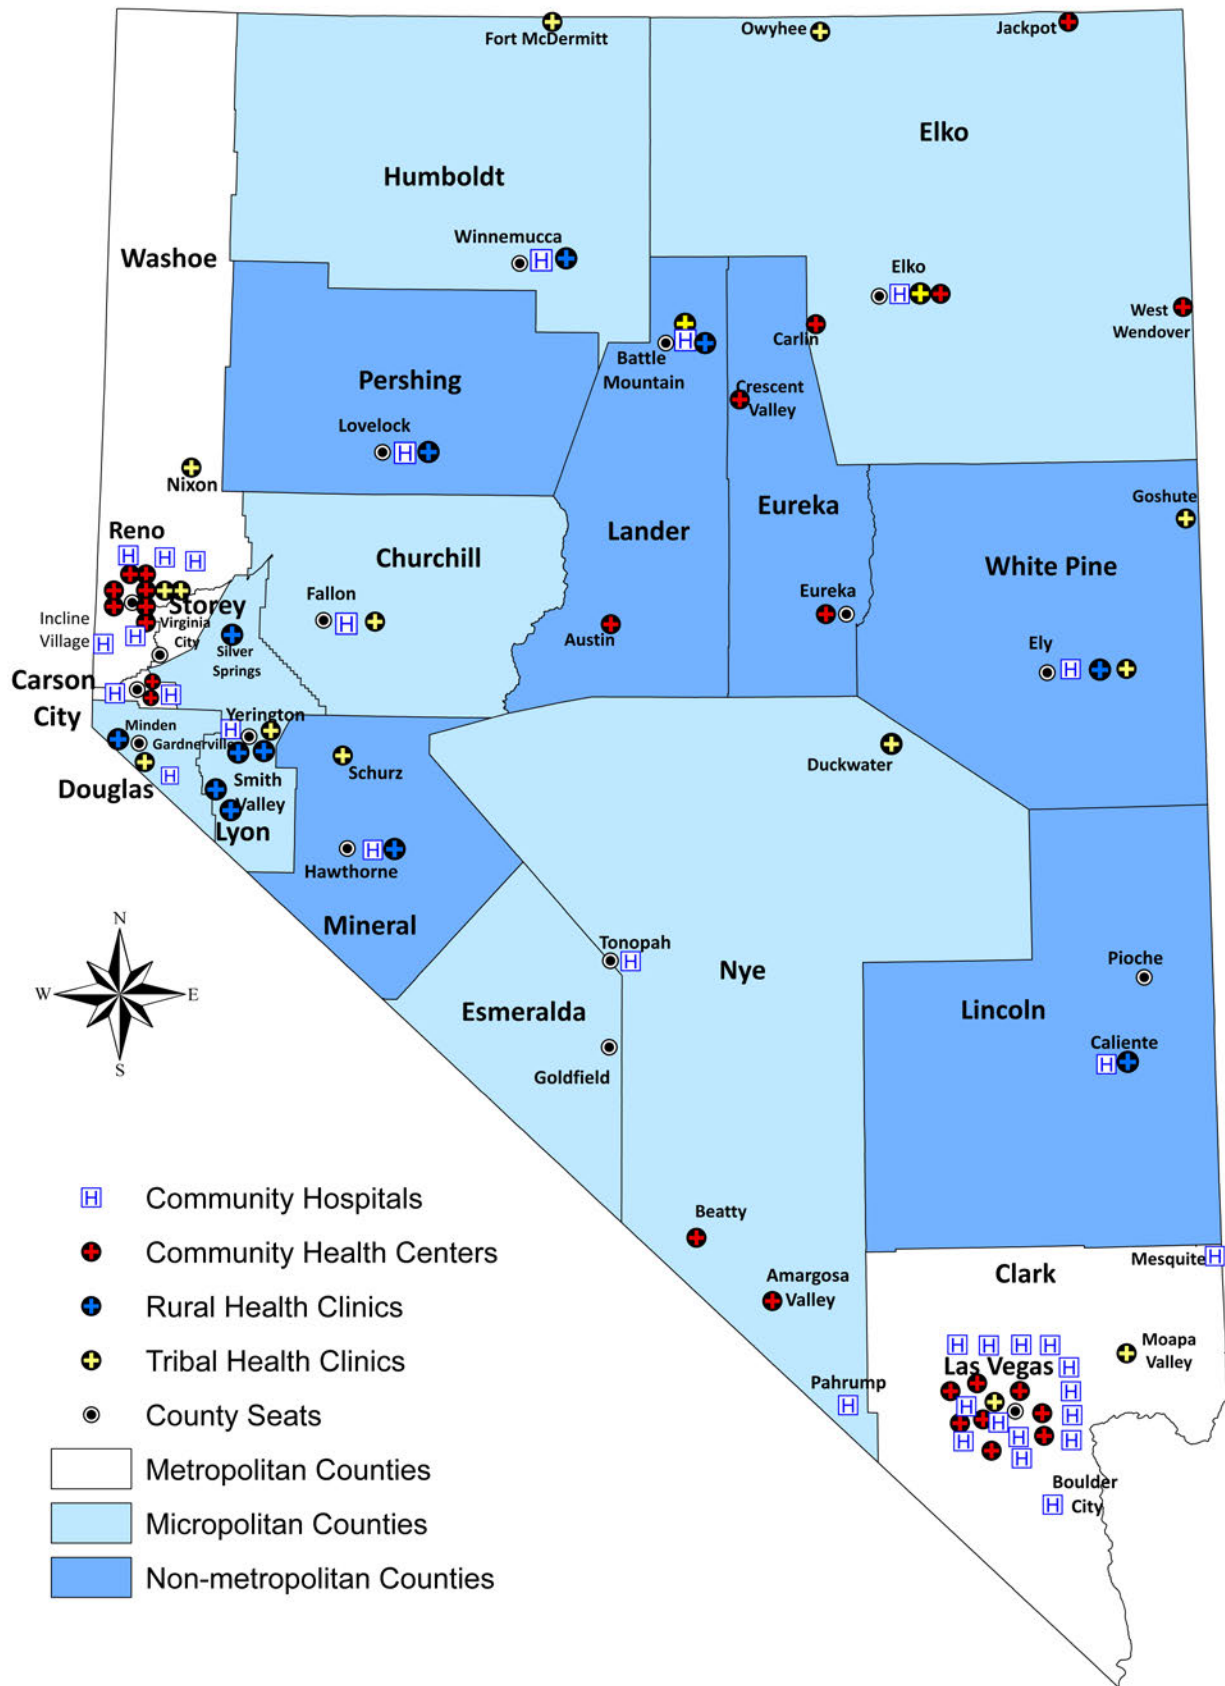 Fort McDermitt
Owyhee
Jackpot
Elko
Humboldt
Winnemucca
Washoe
Elko
West
Wendover
Carlin
Battle
Mountain
Pershing
Crescent
Valley
Lovelock
Nixon
Goshute
Eureka
Reno
Lander
Churchill
White Pine
Fallon
Eureka
Storey
Incline
Village
Virginia
City
Austin
Silver
Springs
Ely
Carson
City
Yerington
Minden
Gardnerville
Duckwater
Schurz
Smith
Valley
Douglas
Lyon
Hawthorne
Mineral
N
W
E
S
Tonopah
Nye
Pioche
Esmeralda
Lincoln
Caliente
Goldfield
H Community Hospitals
Community Health Centers
Rural Health Clinics
Tribal Health Clinics
County Seats
Metropolitan Counties
Micropolitan Counties
Non-metropolitan Counties
Beatty
Amargosa
Valley
Mesquite
Clark
Moapa
Valley
Las Vegas
Pahrump
Boulder
City